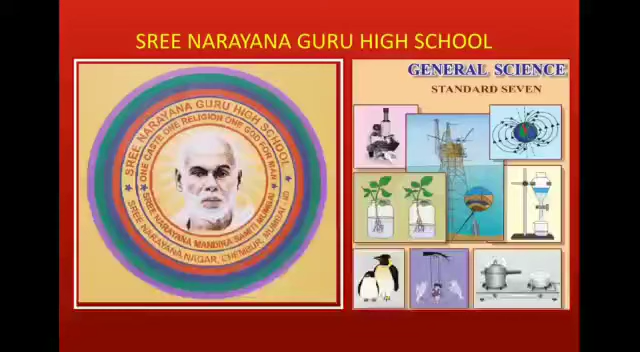 SREE NARAYANA GURU HIGH SCHOOL
SREE NARAYANA GURU HIGH SCHOOL
ONE CASTE ONE RELIGION ONE GOD FOR MAN
SREE NARAYANA MANDIRA SAMITI MUMBAI
SREE NARAYANA NAGAR, CHEMBUR, MUMBAI
GENERAL SCIENCE
STANDARD SEVEN